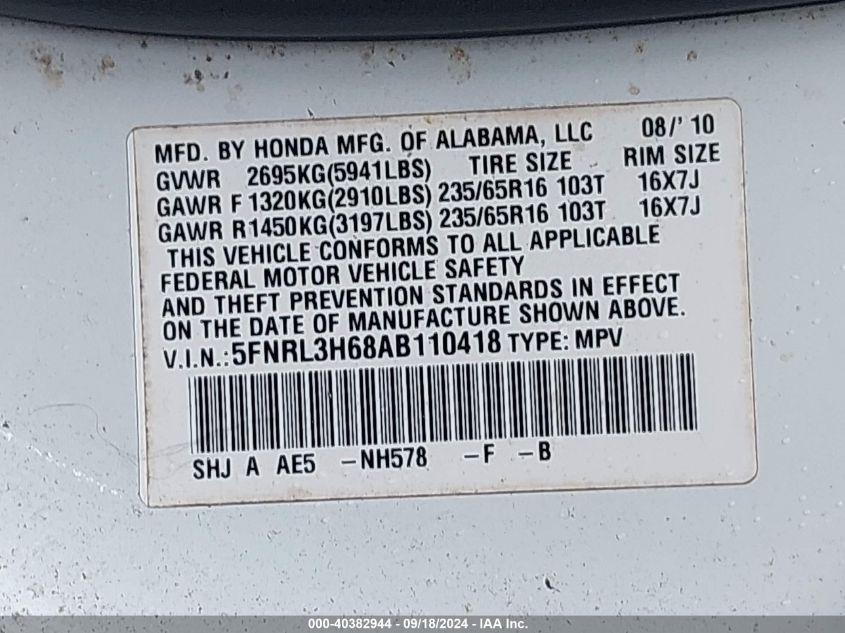 MFD. BY HONDA MFG. OF ALABAMA, LLC 08/' 10
GVWR 2695KG(5941LBS) TIRE SIZE RIM SIZE
GAWR F 1320KG(2910LBS) 235/65R16 103T 16X7J
GAWR R1450KG(3197LBS) 235/65R16 103T 16X7J
THIS VEHICLE CONFORMS TO ALL APPLICABLE
FEDERAL MOTOR VEHICLE SAFETY
AND THEFT PREVENTION STANDARDS IN EFFECT
ON THE DATE OF MANUFACTURE SHOWN ABOVE.
V.I.N.:5FNRL3H68AB110418 TYPE: MPV
SHJ A AE5 -NH578 -F -B
000-40382944 - 09/18/2024 - IAA Inc.